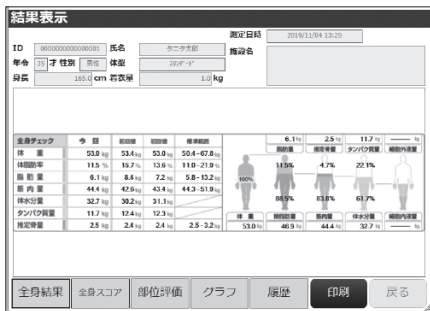 結果表示
測定日時 2019/11/04 13:29
ID 0000000000000001 氏名 タニタ太郎 施設名
年令 35 才 性別 男性 体型 スタンダード
身長 185.0 cm 着衣量 1.0 kg
全身チェック 今回 前回値 初回値 標準範囲
体重 53.0 kg 53.4 kg 53.0 kg 50.4-67.8 kg
体脂肪率 11.5 % 15.7 % 13.6 % 11.0-21.9 %
脂肪量 6.1 kg 8.4 kg 7.2 kg 5.8-13.2 kg
筋肉量 44.4 kg 42.6 kg 43.4 kg 44.3-51.9 kg
体水分量 32.7 kg 30.2 kg 31.1 kg
タンパク質量 11.7 kg 12.4 kg 12.3 kg
推定骨量 2.5 kg 2.4 kg 2.4 kg 2.5-3.2 kg
6.1 kg 2.5 kg 11.7 kg — kg
脂肪量 推定骨量 タンパク質量 細胞外液量
100% 11.5% 4.7% 22.1%
88.5% 83.8% 61.7%
体重 除脂肪量 筋肉量 体水分量 細胞内液量
53.0 kg 46.9 kg 44.4 kg 32.7 kg — kg
全身結果 全身スコア 部位評価 グラフ 履歴 印刷 戻る